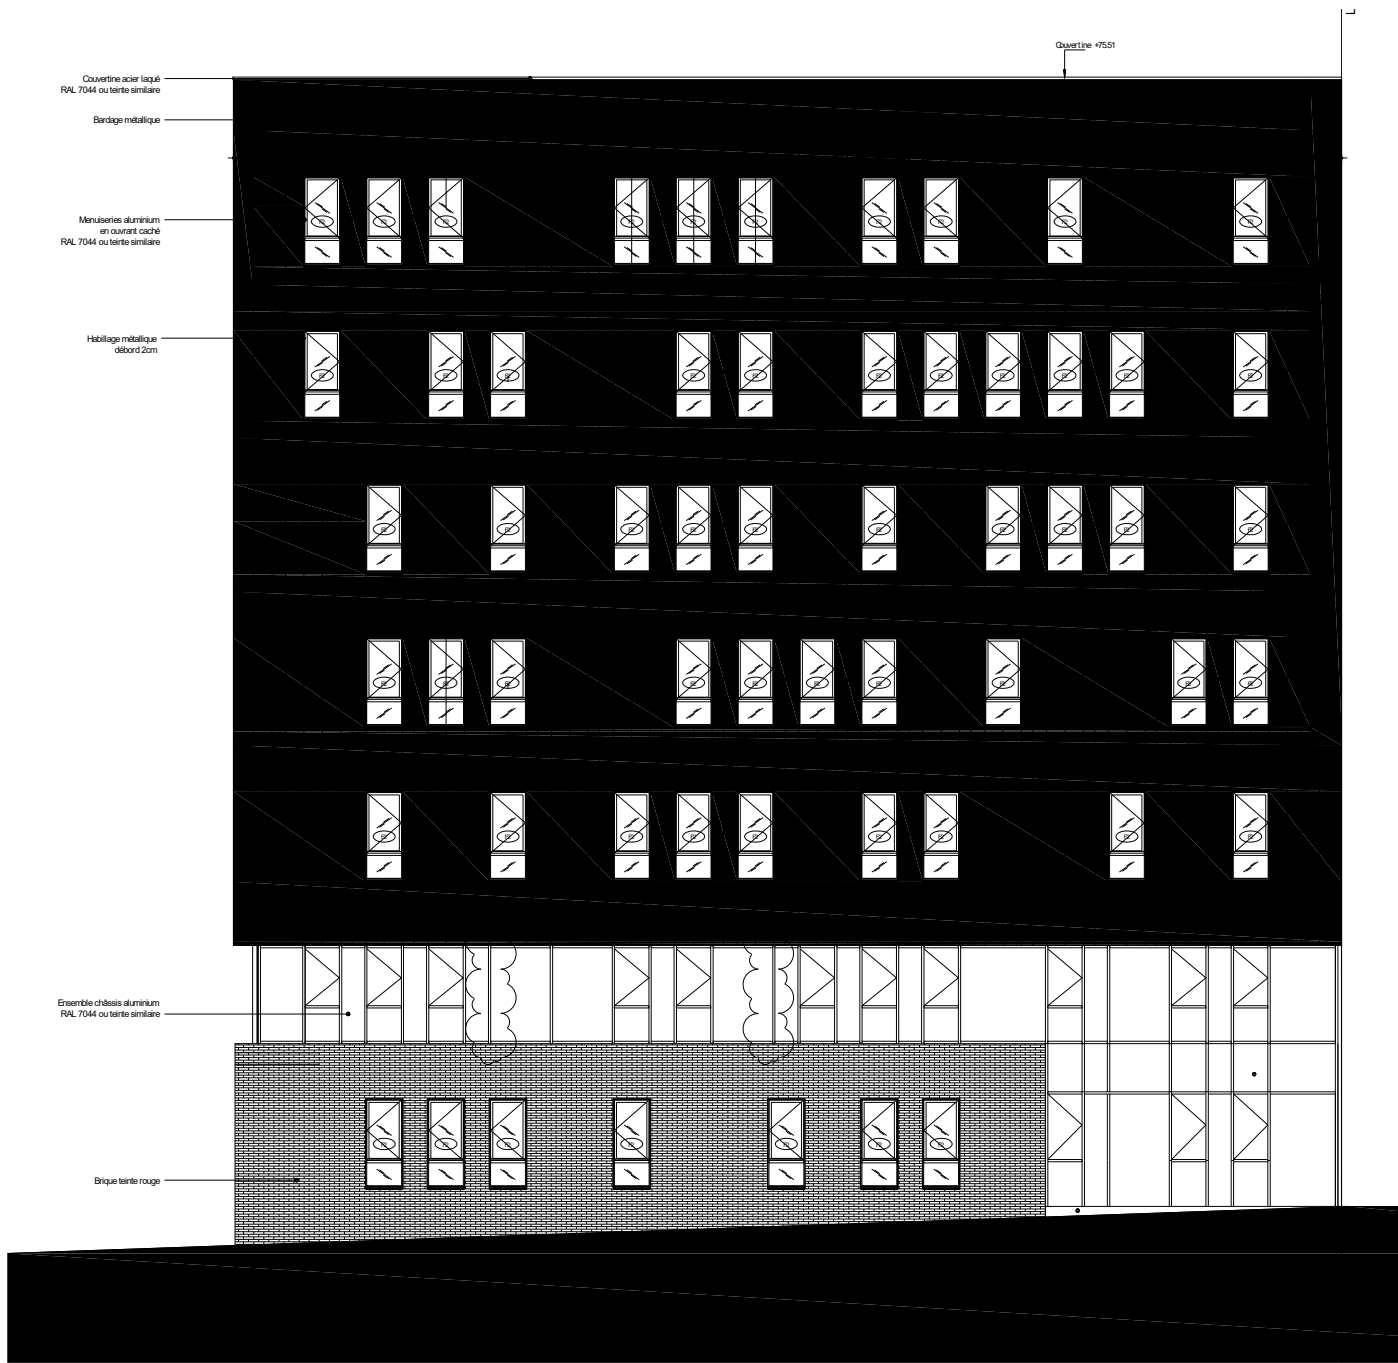 Couvertine +75.51
Couvertine acier laqué
RAL 7044 ou teinte similaire
Bardage métallique
Menuiseries aluminium
en ouvrant caché
RAL 7044 ou teinte similaire
Habillage métallique
débord 2cm
Ensemble châssis aluminium
RAL 7044 ou teinte similaire
Brique teinte rouge